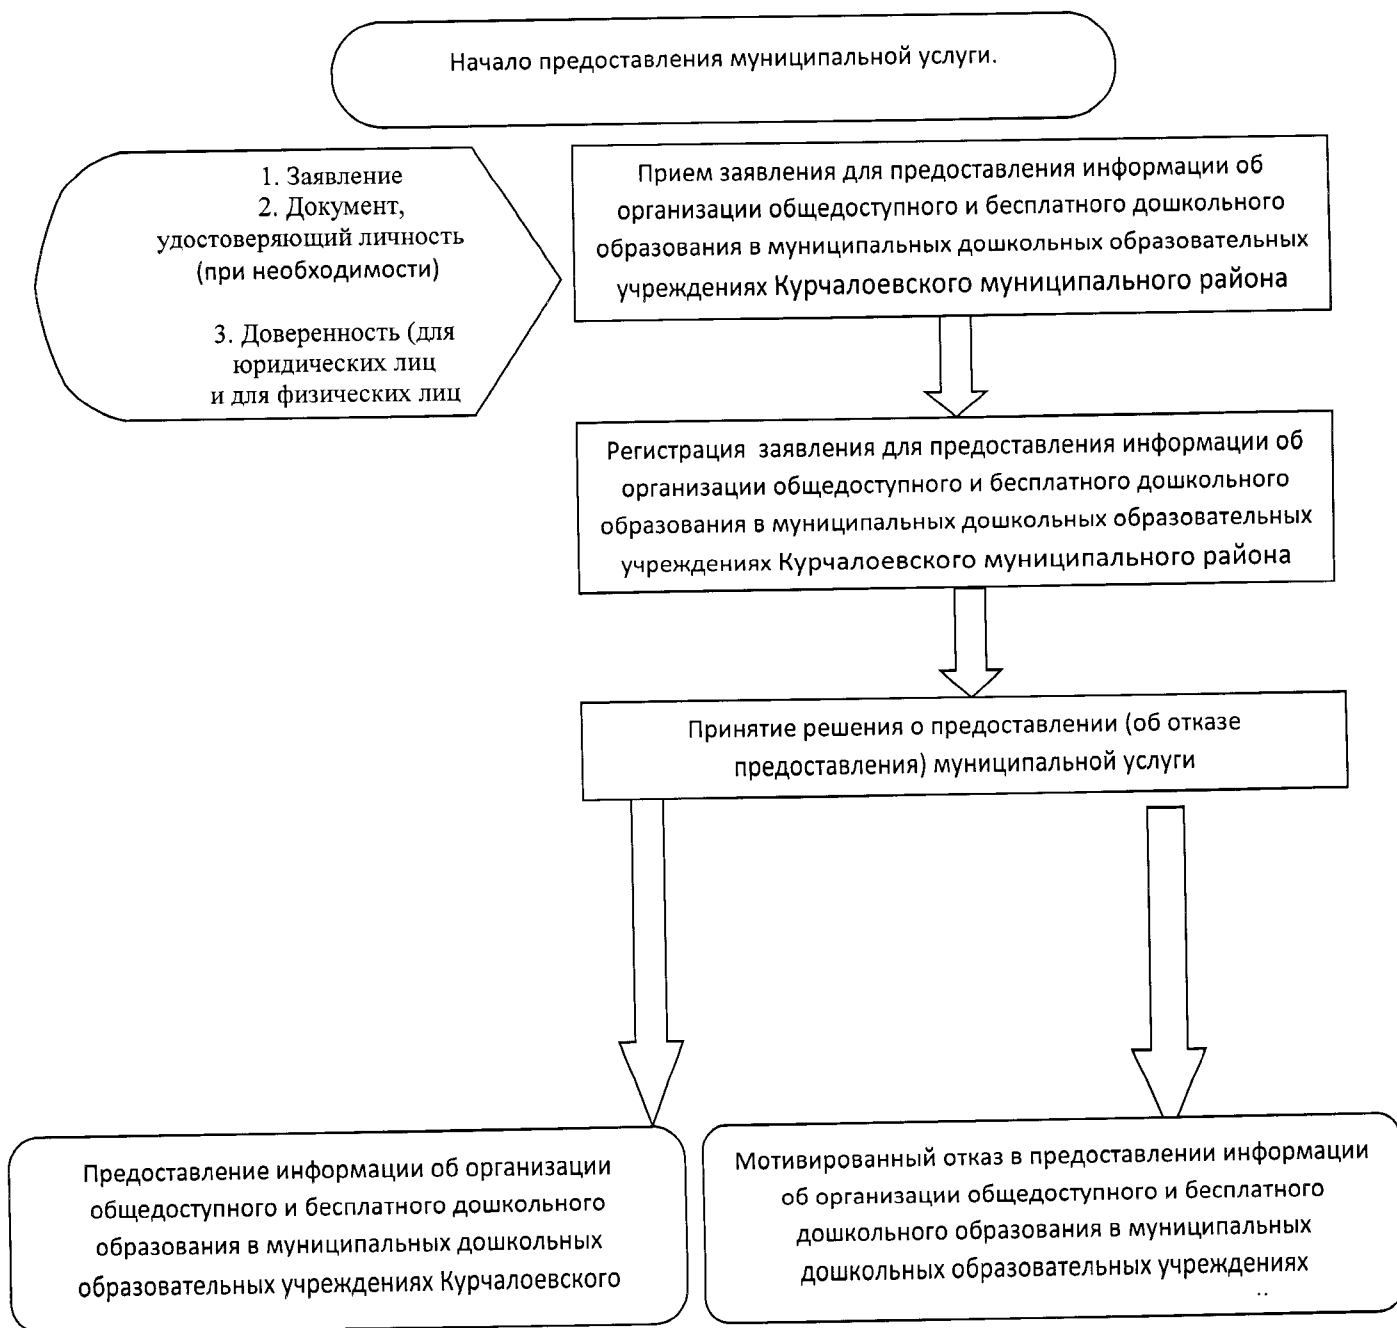 Начало предоставления муниципальной услуги.
1. Заявление
2. Документ,
удостоверяющий личность
(при необходимости)
3. Доверенность (для
юридических лиц
и для физических лиц
Прием заявления для предоставления информации об
организации общедоступного и бесплатного дошкольного
образования в муниципальных дошкольных образовательных
учреждениях Курчалоевского муниципального района
Регистрация заявления для предоставления информации об
организации общедоступного и бесплатного дошкольного
образования в муниципальных дошкольных образовательных
учреждениях Курчалоевского муниципального района
Принятие решения о предоставлении (об отказе
предоставления) муниципальной услуги
Предоставление информации об организации
общедоступного и бесплатного дошкольного
образования в муниципальных дошкольных
образовательных учреждениях Курчалоевского
Мотивированный отказ в предоставлении информации
об организации общедоступного и бесплатного
дошкольного образования в муниципальных
дошкольных образовательных учреждениях